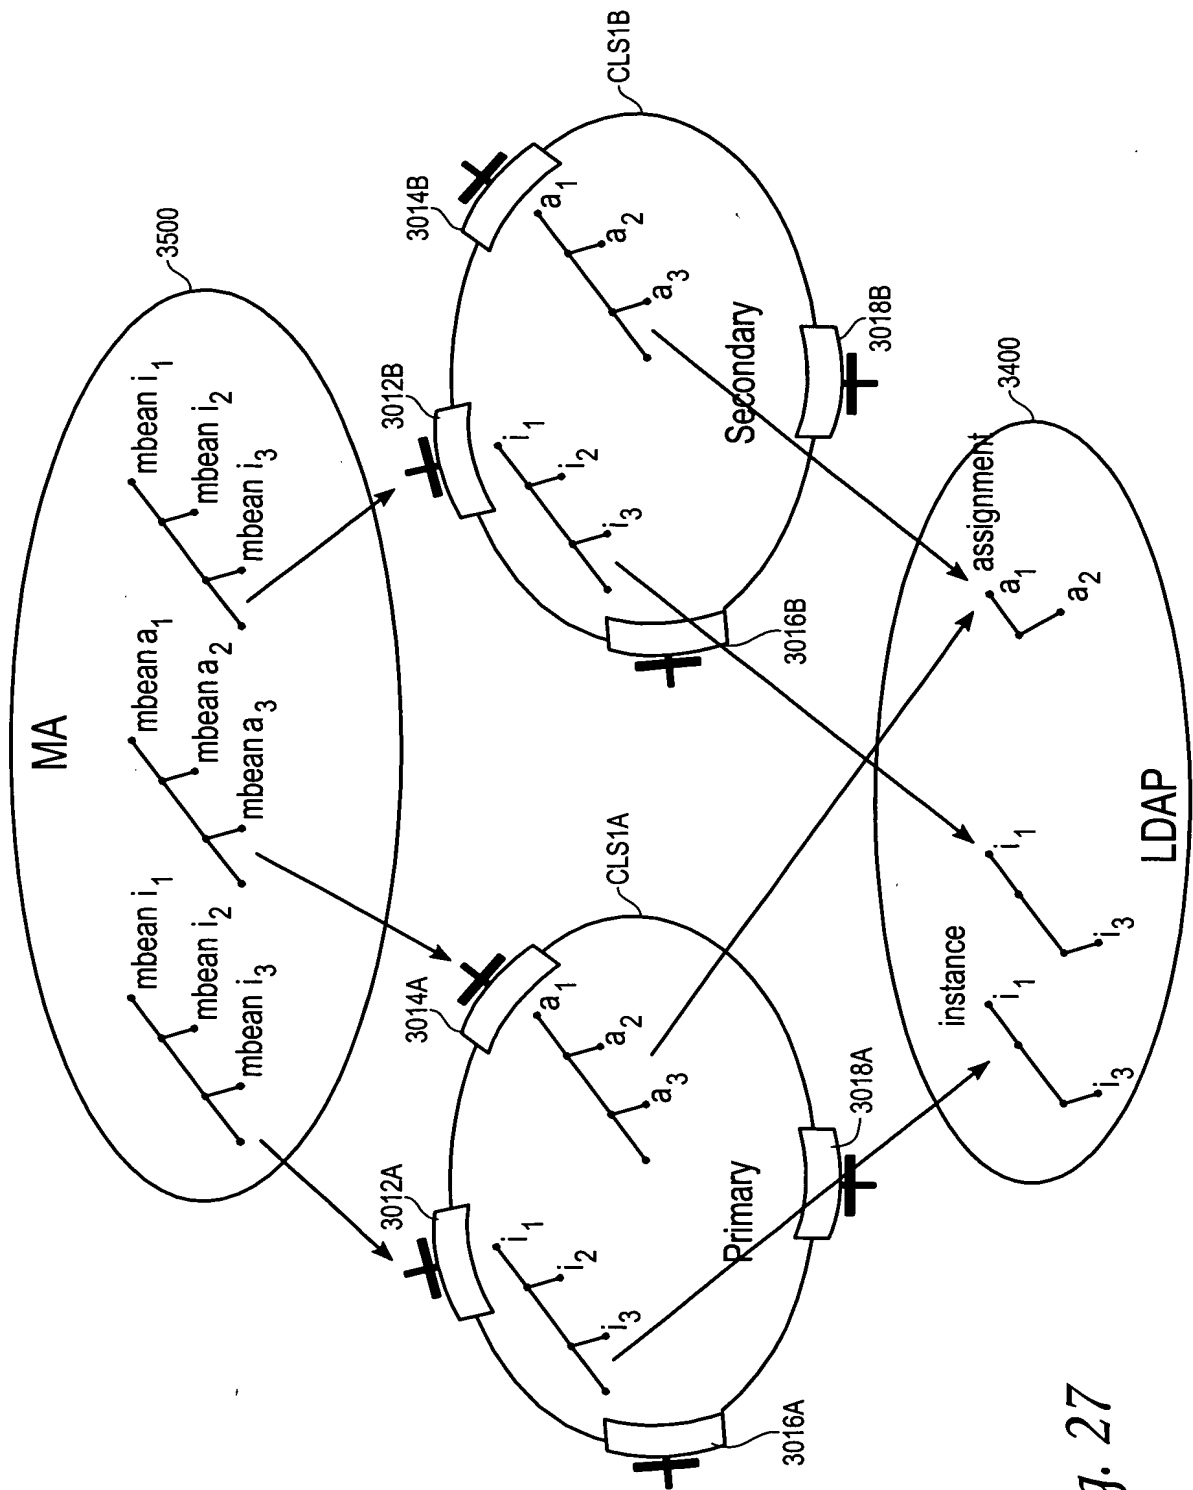 MA
3500
mbean i1
mbean i2
mbean i3
mbean a1
mbean a2
mbean a3
mbean i1
mbean i2
mbean i3
3012A
3014A
CLS1A
i1
i2
i3
a1
a2
a3
Primary
3016A
3018A
3012B
3014B
CLS1B
i1
i2
i3
a1
a2
a3
Secondary
3016B
3018B
3400
instance
i1
i3
i1
i3
assignment
a1
a2
LDAP
g. 27